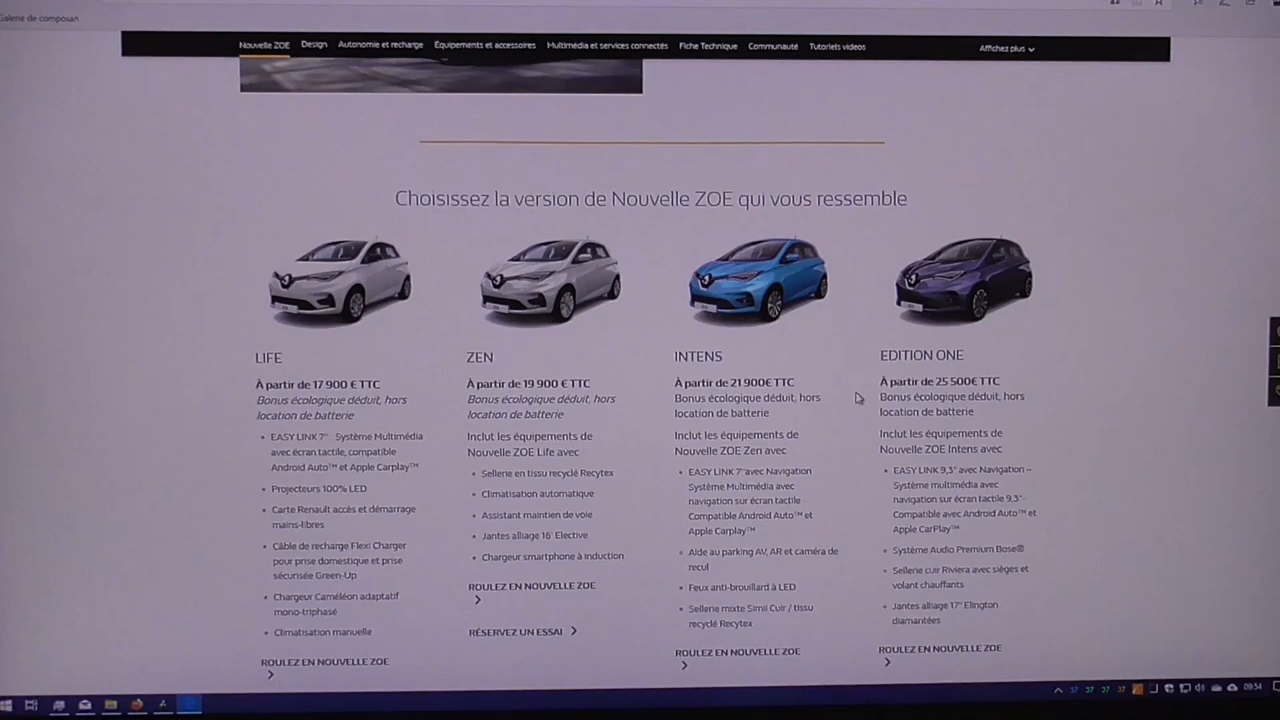 Galerie de composan
Nouvelle ZOE Design Autonomie et recharge Équipements et accessoires Multimédia et services connectés Fiche Technique Communauté Tutoriels videos Affichez plus
Choisissez la version de Nouvelle ZOE qui vous ressemble
LIFE
À partir de 17 900 € TTC
Bonus écologique déduit, hors
location de batterie
• EASY LINK 7" Système Multimédia
avec écran tactile, compatible
Android Auto™ et Apple Carplay™
• Projecteurs 100% LED
• Carte Renault accès et démarrage
mains-libres
• Câble de recharge Flexi Charger
pour prise domestique et prise
sécurisée Green-Up
• Chargeur Caméléon adaptatif
mono-triphasé
• Climatisation manuelle
ROULEZ EN NOUVELLE ZOE
ZEN
À partir de 19 900 € TTC
Bonus écologique déduit, hors
location de batterie
Inclut les équipements de
Nouvelle ZOE Life avec
• Sellerie en tissu recyclé Recytex
• Climatisation automatique
• Assistant maintien de voie
• Jantes alliage 16' Elective
• Chargeur smartphone à induction
ROULEZ EN NOUVELLE ZOE
RÉSERVEZ UN ESSAI
INTENS
À partir de 21 900€ TTC
Bonus écologique déduit, hors
location de batterie
Inclut les équipements de
Nouvelle ZOE Zen avec
• EASY LINK 7"avec Navigation
Système Multimédia avec
navigation sur écran tactile
Compatible Android Auto™ et
Apple Carplay™
• Aide au parking AV, AR et caméra de
recul
• Feux anti-brouillard à LED
• Sellerie mixte Simil Cuir / tissu
recyclé Recytex
ROULEZ EN NOUVELLE ZOE
EDITION ONE
À partir de 25 500€ TTC
Bonus écologique déduit, hors
location de batterie
Inclut les équipements de
Nouvelle ZOE Intens avec
• EASY LINK 9,3" avec Navigation –
Système multimédia avec
navigation sur écran tactile 9,3"
Compatible avec Android Auto™ et
Apple CarPlay™
• Système Audio Premium Bose®
• Sellerie cuir Riviera avec sièges et
volant chauffants
• Jantes alliage 17" Elington
diamantées
ROULEZ EN NOUVELLE ZOE
37 37 37 37 09:54